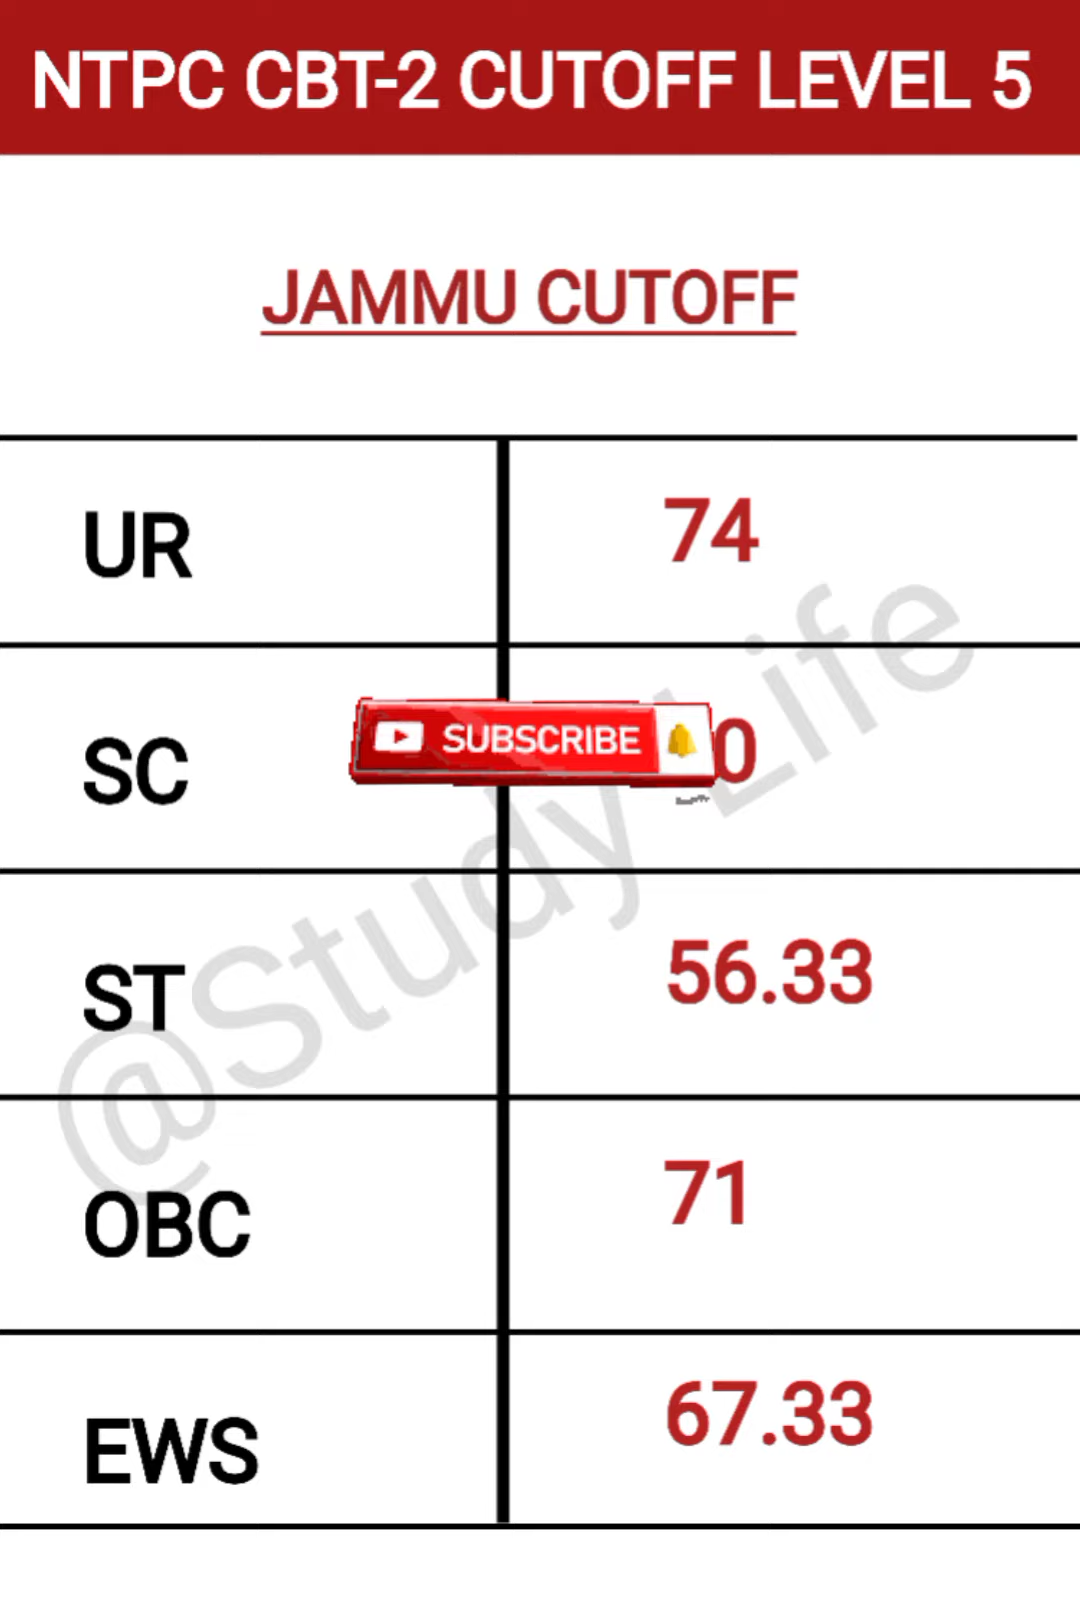 NTPC CBT-2 CUTOFF LEVEL 5
JAMMU CUTOFF
UR 74
SC
SUBSCRIBE
ST 56.33
OBC 71
EWS 67.33
@Study Life